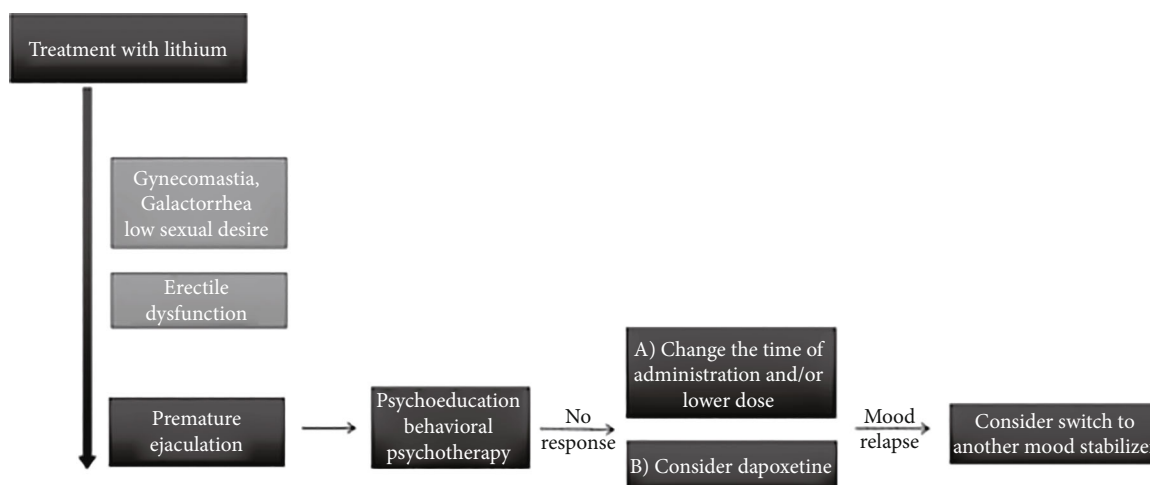 Treatment with lithium
Gynecomastia,
Galactorrhea
low sexual desire
Erectile
dysfunction
Premature
ejaculation
Psychoeducation
behavioral
psychotherapy
No
response
A) Change the time of
administration and/or
lower dose
B) Consider dapoxetine
Mood
relapse
Consider switch to
another mood stabilizer